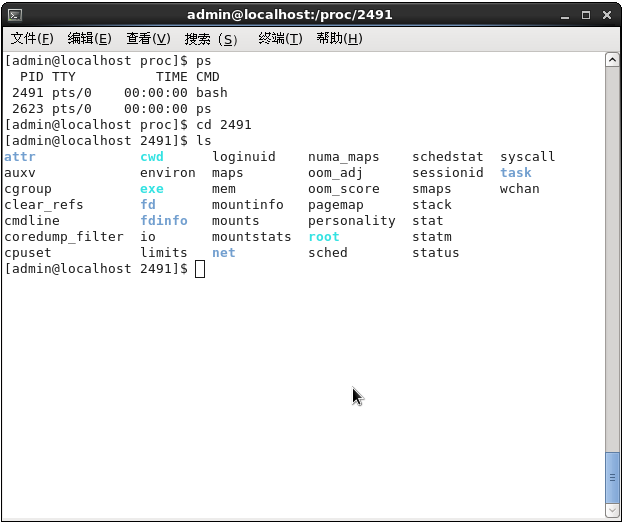 admin@localhost:/proc/2491
文件(F) 编辑(E) 查看(V) 搜索 (S) 终端(T) 帮助(H)
[admin@localhost proc]$ ps
  PID TTY          TIME CMD
 2491 pts/0    00:00:00 bash
 2623 pts/0    00:00:00 ps
[admin@localhost proc]$ cd 2491
[admin@localhost 2491]$ ls
attr             cwd      loginuid    numa_maps    schedstat  syscall
auxv             environ  maps        oom_adj      sessionid  task
cgroup           exe      mem         oom_score    smaps      wchan
clear_refs       fd       mountinfo   pagemap      stack
cmdline          fdinfo   mounts      personality  stat
coredump_filter  io       mountstats  root         statm
cpuset           limits   net         sched        status
[admin@localhost 2491]$